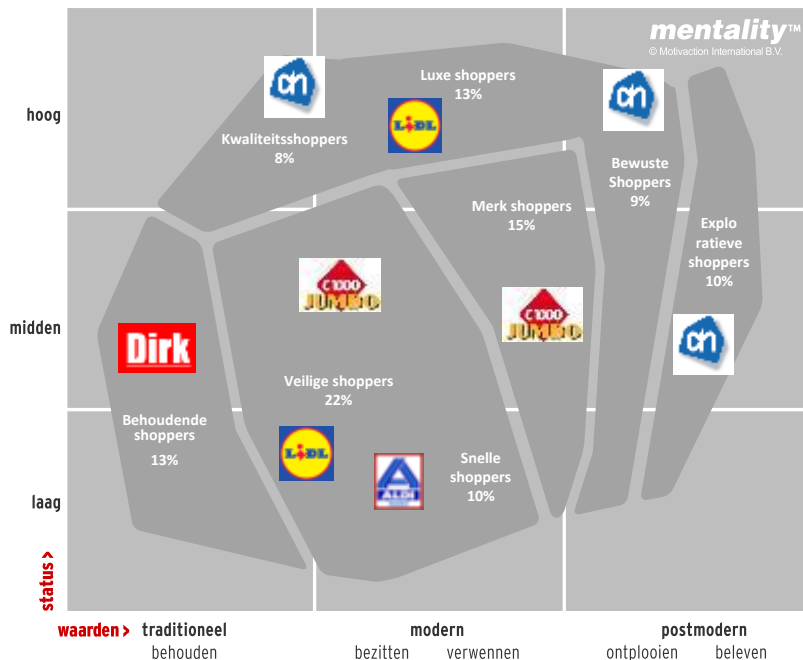 mentality™
© Motivaction International B.V.
hoog
midden
laag
status >
Luxe shoppers
13%
LiDL
Kwaliteitsshoppers
8%
Bewuste
Shoppers
9%
Merk shoppers
15%
Explo
ratieve
shoppers
10%
C1000
JUMBO
C1000
JUMBO
Dirk
Veilige shoppers
22%
Behoudende
shoppers
13%
LiDL
ALDI
Snelle
shoppers
10%
waarden > traditioneel modern postmodern
behouden bezitten verwennen ontplooien beleven